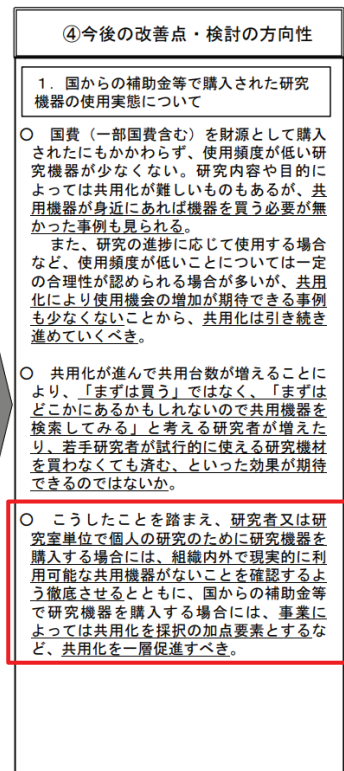 ④今後の改善点・検討の方向性
1．国からの補助金等で購入された研究
機器の使用実態について
○　国費（一部国費含む）を財源として購入
されたにもかかわらず、使用頻度が低い研
究機器が少なくない。研究内容や目的に
よっては共用化が難しいものもあるが、共
用機器が身近にあれば機器を買う必要が無
かった事例も見られる。
また、研究の進捗に応じて使用する場合
など、使用頻度が低いことについては一定
の合理性が認められる場合が多いが、共用
化により使用機会の増加が期待できる事例
も少なくないことから、共用化は引き続き
進めていくべき。
○　共用化が進んで共用台数が増えることに
より、「まずは買う」ではなく、「まずは
どこかにあるかもしれないので共用機器を
検索してみる」と考える研究者が増えた
り、若手研究者が試行的に使える研究機材
を買わなくても済む、といった効果が期待
できるのではないか。
○　こうしたことを踏まえ、研究者又は研
究室単位で個人の研究のために研究機器を
購入する場合には、組織内外で現実的に利
用可能な共用機器がないことを確認するよ
う徹底させるとともに、国からの補助金等
で研究機器を購入する場合には、事業に
よっては共用化を採択の加点要素とするな
ど、共用化を一層促進すべき。